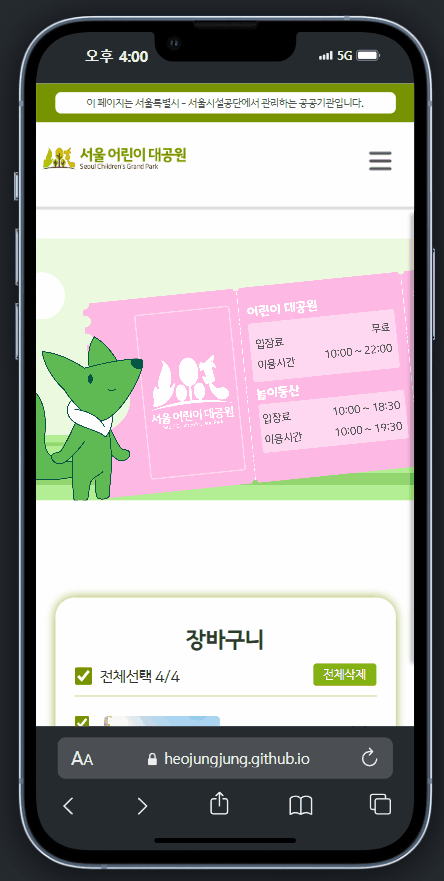 오후 4:00
5G
이 페이지는 서울특별시 - 서울시설공단에서 관리하는 공공기관입니다.
서울 어린이 대공원
Seoul Children's Grand Park
어린이 대공원
입장료 무료
이용시간 10:00 ~ 22:00
놀이동산
입장료 10:00 ~ 18:30
이용시간 10:00 ~ 19:30
서울 어린이 대공원
장바구니
전체선택 4/4
전체삭제
AA
heojungjung.github.io